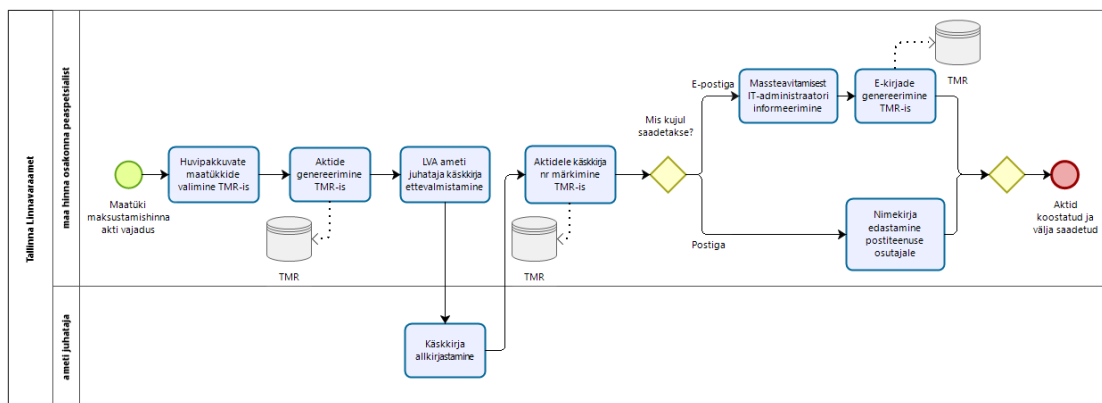 Tallinna Linnavaraamet
maa hinna osakonna peaspetsialist
ameti juhataja
Maatüki
maksustamishinna
akti vajadus
Huvipakkuvate
maatükkide
valimine TMR-is
Aktide
genereerimine
TMR-is
TMR
LVA ameti
juhataja käskkirja
ettevalmistamine
Käskkirja
allkirjastamine
Aktidele käskkirja
nr märkimine
TMR-is
TMR
Mis kujul
saadetakse?
E-postiga
Massteavitamisest
IT-administraatori
informeerimine
E-kirjade
genereerimine
TMR-is
TMR
Postiga
Nimekirja
edastamine
postiteenuse
osutajale
Aktid
koostatud ja
välja saadetud